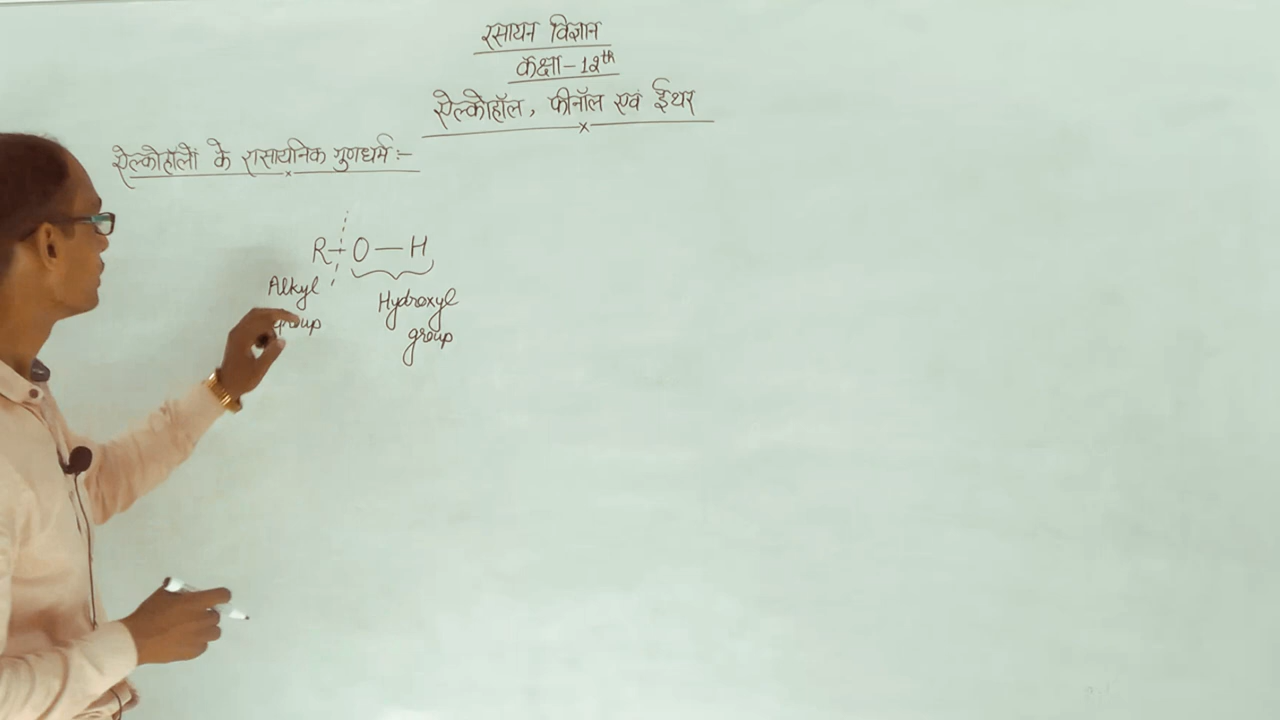 रसायन विज्ञान
कक्षा - 12th
ऐल्कोहॉल, फीनॉल एवं ईथर
ऐल्कोहॉलों के रासायनिक गुणधर्म :-
R - O — H
Alkyl group
Hydroxyl group